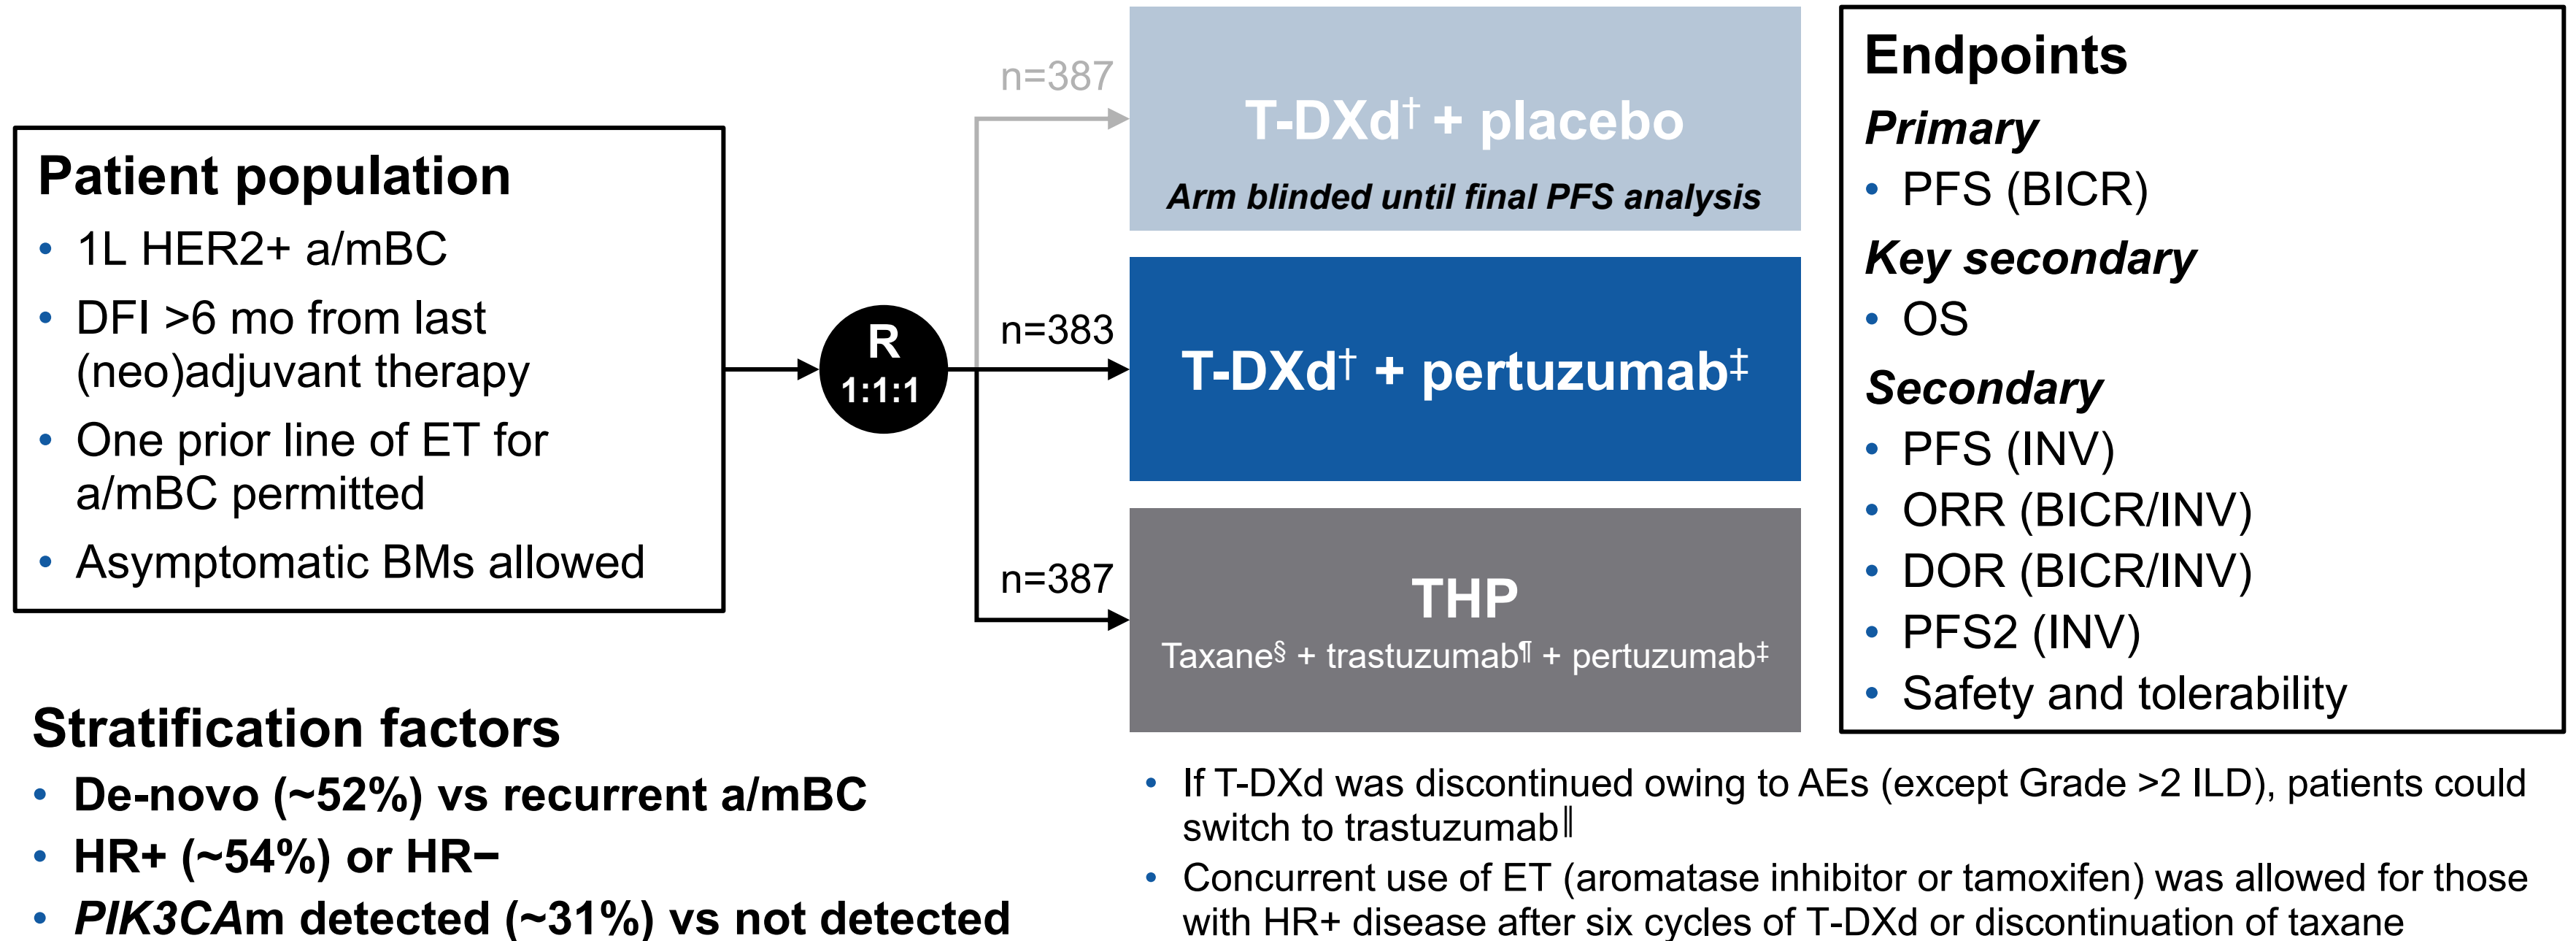 Patient population
• 1L HER2+ a/mBC
• DFI >6 mo from last
(neo)adjuvant therapy
• One prior line of ET for
a/mBC permitted
• Asymptomatic BMs allowed
Stratification factors
• De-novo (~52%) vs recurrent a/mBC
• HR+ (~54%) or HR−
• PIK3CAm detected (~31%) vs not detected
R
1:1:1
n=387
T-DXd† + placebo
Arm blinded until final PFS analysis
n=383
T-DXd† + pertuzumab‡
n=387
THP
Taxane§ + trastuzumab¶ + pertuzumab‡
• If T-DXd was discontinued owing to AEs (except Grade >2 ILD), patients could
switch to trastuzumab‖
• Concurrent use of ET (aromatase inhibitor or tamoxifen) was allowed for those
with HR+ disease after six cycles of T-DXd or discontinuation of taxane
Endpoints
Primary
• PFS (BICR)
Key secondary
• OS
Secondary
• PFS (INV)
• ORR (BICR/INV)
• DOR (BICR/INV)
• PFS2 (INV)
• Safety and tolerability